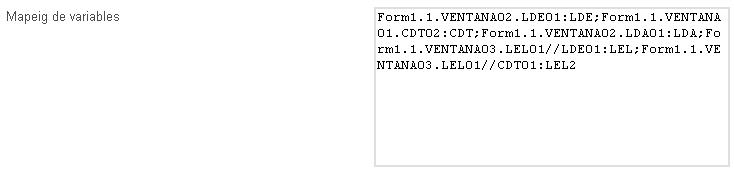 Mapeig de variables
Form1.1.VENTANA02.LDE01:LDE;Form1.1.VENTANA
01.CDT02:CDT;Form1.1.VENTANA02.LDA01:LDA;Fo
rm1.1.VENTANA03.LEL01//LDE01:LEL;Form1.1.VE
NTANA03.LEL01//CDT01:LEL2